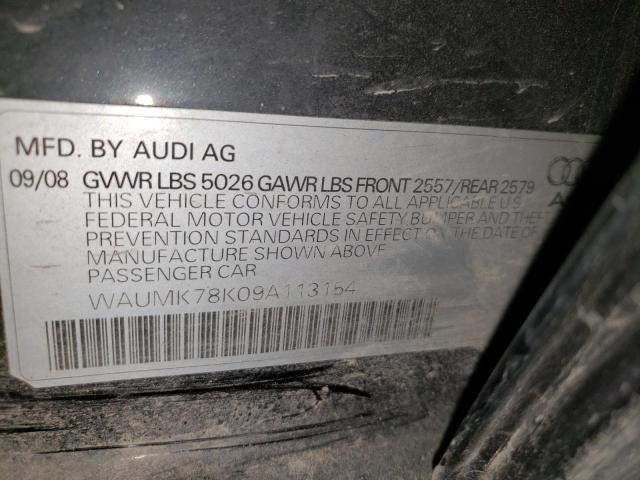 MFD. BY AUDI AG
09/08 GVWR LBS 5026 GAWR LBS FRONT 2557/REAR 2579
THIS VEHICLE CONFORMS TO ALL APPLICABLE U.S.
FEDERAL MOTOR VEHICLE SAFETY, BUMPER AND THEFT
PREVENTION STANDARDS IN EFFECT ON THE DATE OF
MANUFACTURE SHOWN ABOVE.
PASSENGER CAR
WAUMK78K09A113154